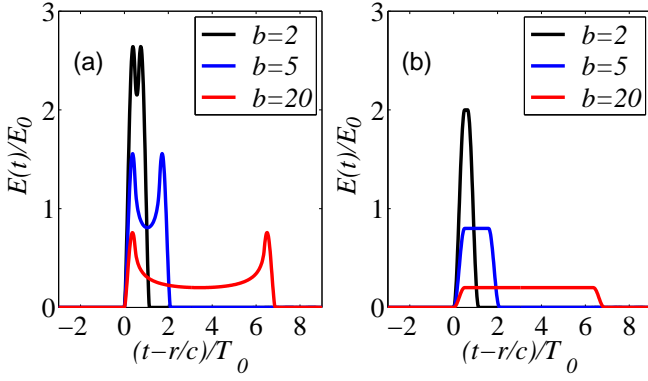 3
2
1
0
E(t)/E0
(a)
b=2
b=5
b=20
−2 0 2 4 6 8
(t−r/c)/T0
3
2
1
0
E(t)/E0
(b)
b=2
b=5
b=20
−2 0 2 4 6 8
(t−r/c)/T0